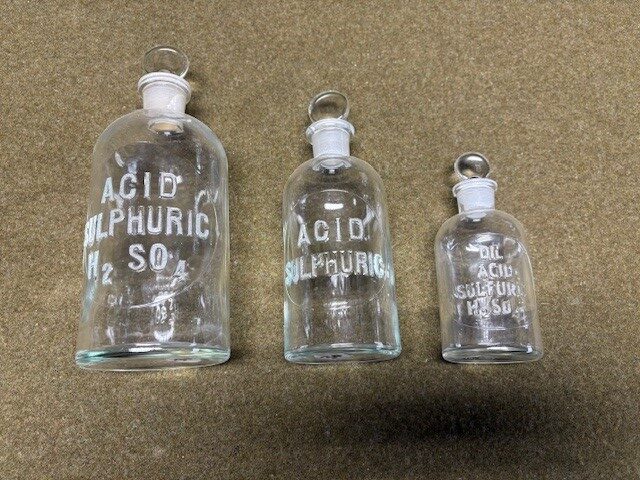 ACID
SULPHURIC
H2 SO4
ACID
SULPHURIC
DIL
ACID
SULFURIC
H2SO4